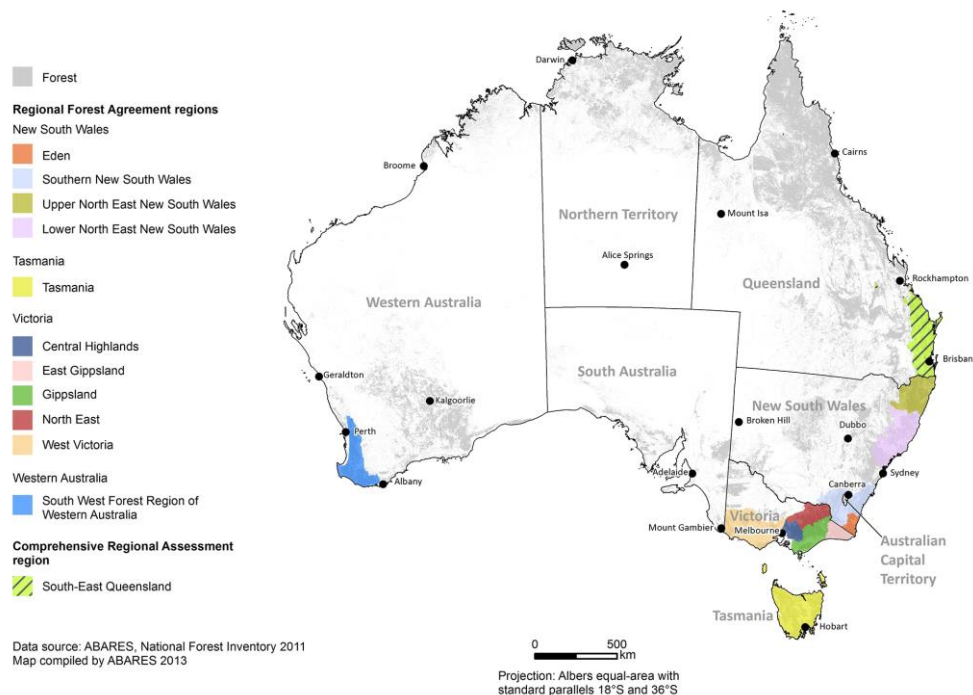 Forest
Regional Forest Agreement regions
New South Wales
Eden
Southern New South Wales
Upper North East New South Wales
Lower North East New South Wales
Tasmania
Tasmania
Victoria
Central Highlands
East Gippsland
Gippsland
North East
West Victoria
Western Australia
South West Forest Region of
Western Australia
Comprehensive Regional Assessment
region
South-East Queensland
Data source: ABARES, National Forest Inventory 2011
Map compiled by ABARES 2013
Darwin
Cairns
Broome
Northern Territory
Mount Isa
Alice Springs
Rockhampton
Queensland
Western Australia
Brisban
South Australia
Geraldton
Kalgoorlie
New South Wales
Broken Hill
Dubbo
Perth
Adelaide
Sydney
Albany
Canberra
Victoria
Mount Gambier
Melbourne
Australian
Capital
Territory
Tasmania
Hobart
0 500
km
Projection: Albers equal-area with
standard parallels 18°S and 36°S